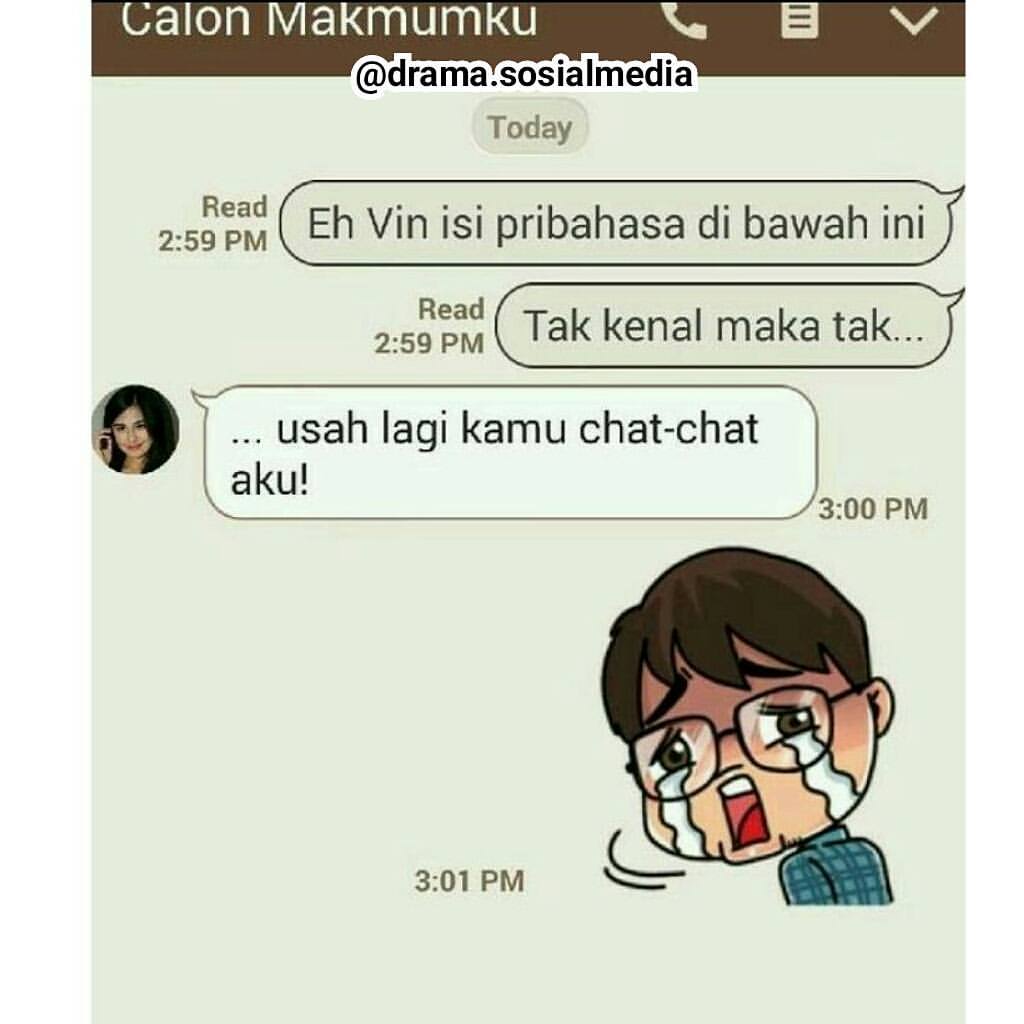 Calon Makmumku
@drama.sosialmedia
Today
Read
2:59 PM
Eh Vin isi pribahasa di bawah ini
Read
2:59 PM
Tak kenal maka tak...
... usah lagi kamu chat-chat
aku!
3:00 PM
3:01 PM